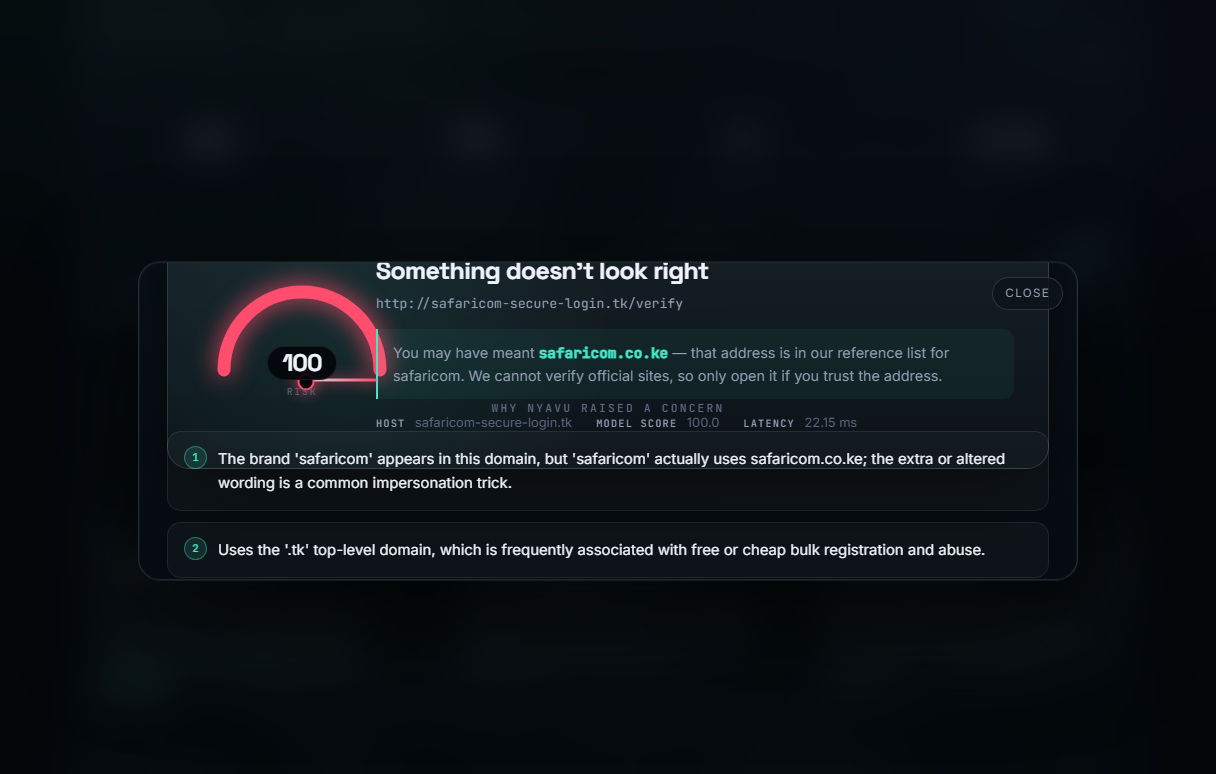 Something doesn’t look right
CLOSE
http://safaricom-secure-login.tk/verify
You may have meant safaricom.co.ke — that address is in our reference list for
safaricom. We cannot verify official sites, so only open it if you trust the address.
100
RISK
WHY NYAVU RAISED A CONCERN
HOST safaricom-secure-login.tk MODEL SCORE 100.0 LATENCY 22.15 ms
1 The brand 'safaricom' appears in this domain, but 'safaricom' actually uses safaricom.co.ke; the extra or altered
wording is a common impersonation trick.
2 Uses the '.tk' top-level domain, which is frequently associated with free or cheap bulk registration and abuse.